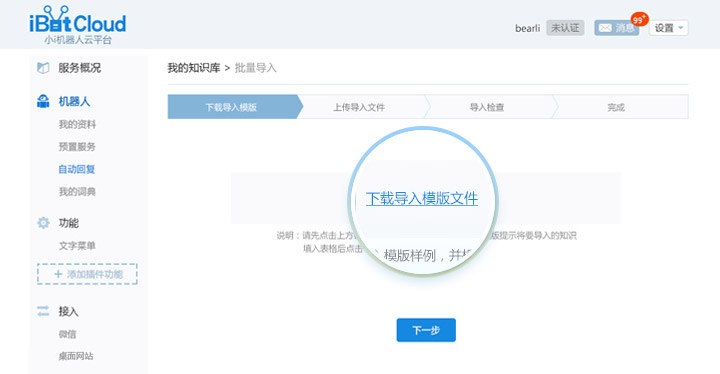 iBotCloud
小i机器人云平台
bearli 未认证 消息 99+ 设置
服务概况
机器人
我的资料
预置服务
自动回复
我的词典
功能
文字菜单
+ 添加插件功能
接入
微信
桌面网站
我的知识库 > 批量导入
下载导入模版 上传导入文件 导入检查 完成
下载导入模版文件
说明：请先点击上方 版提示将要导入的知识
填入表格后点击
模版样例，并
下一步